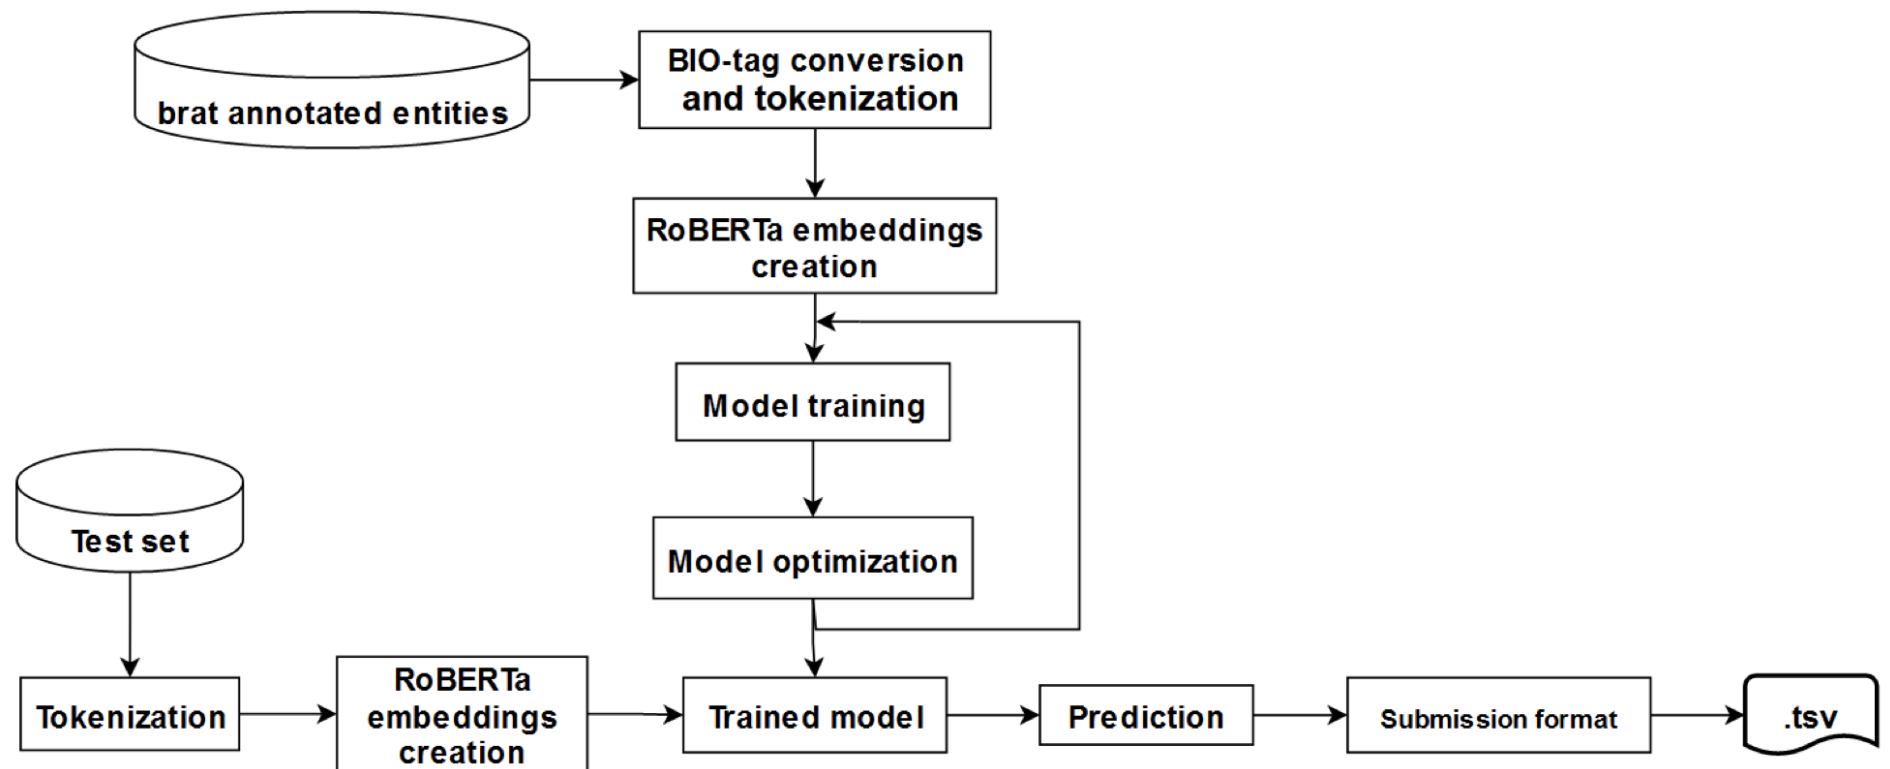 brat annotated entities
BIO-tag conversion
and tokenization
RoBERTa embeddings
creation
Model training
Model optimization
Test set
Tokenization
RoBERTa
embeddings
creation
Trained model
Prediction
Submission format
.tsv